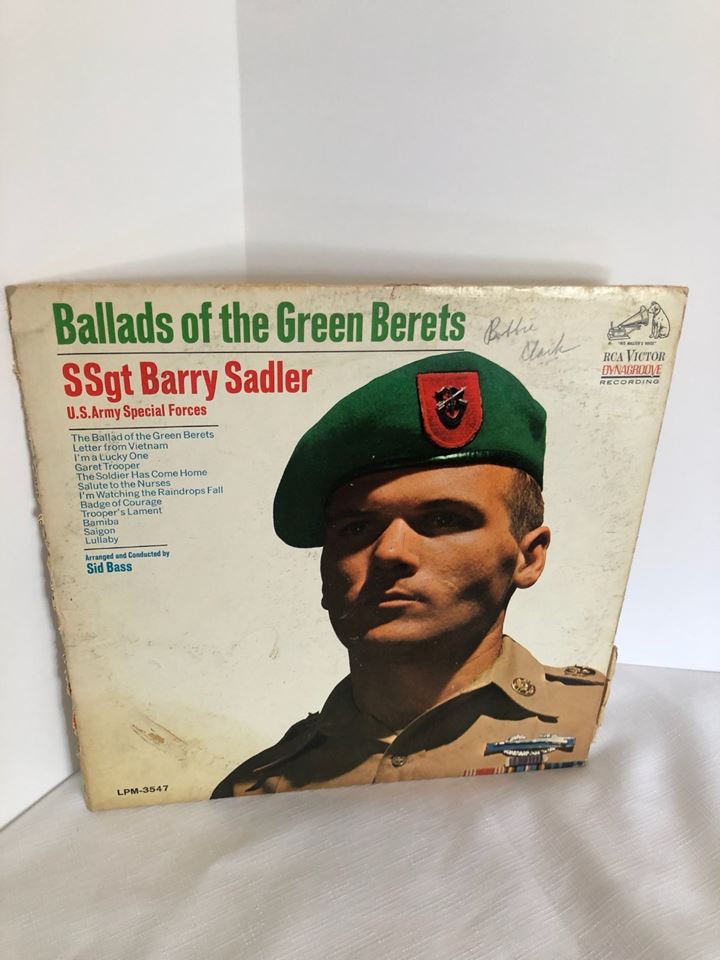 Ballads of the Green Berets
Bobbie
Clark
"HIS MASTER'S VOICE"
RCA VICTOR
DYNAGROOVE
RECORDING
SSgt Barry Sadler
U.S. Army Special Forces
The Ballad of the Green Berets
Letter from Vietnam
I'm a Lucky One
Garet Trooper
The Soldier Has Come Home
Salute to the Nurses
I'm Watching the Raindrops Fall
Badge of Courage
Trooper's Lament
Bamiba
Saigon
Lullaby
Arranged and Conducted by
Sid Bass
LPM-3547